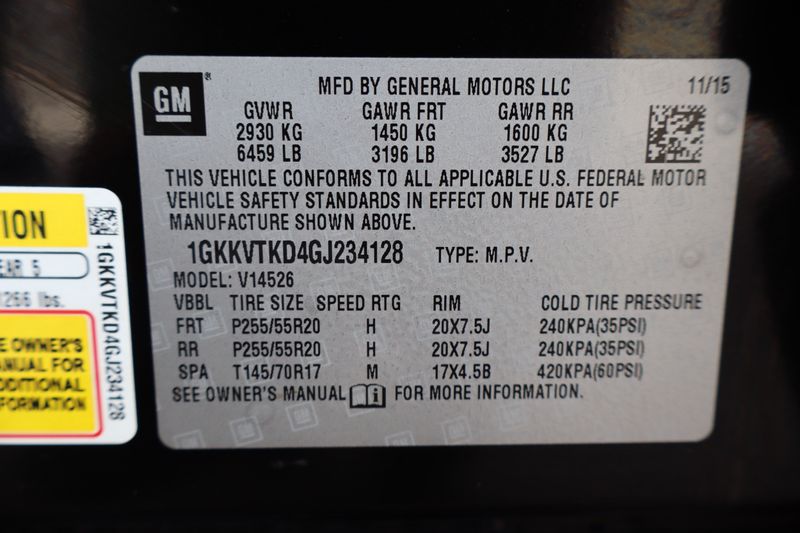 GM
MFD BY GENERAL MOTORS LLC 11/15
GVWR GAWR FRT GAWR RR
2930 KG 1450 KG 1600 KG
6459 LB 3196 LB 3527 LB
THIS VEHICLE CONFORMS TO ALL APPLICABLE U.S. FEDERAL MOTOR
VEHICLE SAFETY STANDARDS IN EFFECT ON THE DATE OF
MANUFACTURE SHOWN ABOVE.
1GKKVTKD4GJ234128 TYPE: M.P.V.
MODEL: V14526
VBBL TIRE SIZE SPEED RTG RIM COLD TIRE PRESSURE
FRT P255/55R20 H 20X7.5J 240KPA(35PSI)
RR P255/55R20 H 20X7.5J 240KPA(35PSI)
SPA T145/70R17 M 17X4.5B 420KPA(60PSI)
SEE OWNER'S MANUAL FOR MORE INFORMATION.
5
1266 lbs.
OWNER'S
1GKKVTKD4GJ234128